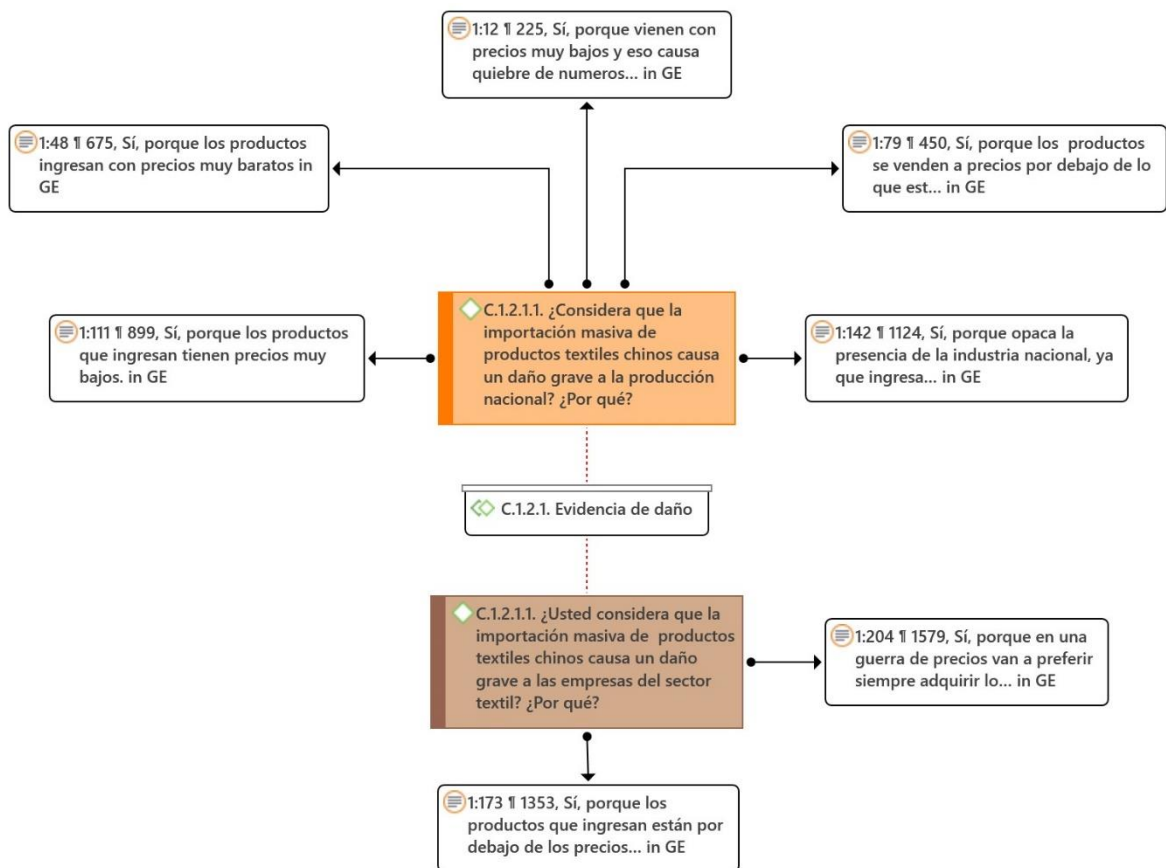 1:12 ¶ 225, Sí, porque vienen con
precios muy bajos y eso causa
quiebre de numeros... in GE
1:48 ¶ 675, Sí, porque los productos
ingresan con precios muy baratos in
GE
1:79 ¶ 450, Sí, porque los  productos
se venden a precios por debajo de lo
que est... in GE
C.1.2.1.1. ¿Considera que la
importación masiva de
productos textiles chinos causa
un daño grave a la producción
nacional? ¿Por qué?
1:111 ¶ 899, Sí, porque los productos
que ingresan tienen precios muy
bajos. in GE
1:142 ¶ 1124, Sí, porque opaca la
presencia de la industria nacional, ya
que ingresa... in GE
C.1.2.1. Evidencia de daño
C.1.2.1.1. ¿Usted considera que la
importación masiva de  productos
textiles chinos causa un daño
grave a las empresas del sector
textil? ¿Por qué?
1:204 ¶ 1579, Sí, porque en una
guerra de precios van a preferir
siempre adquirir lo... in GE
1:173 ¶ 1353, Sí, porque los
productos que ingresan están por
debajo de los precios... in GE